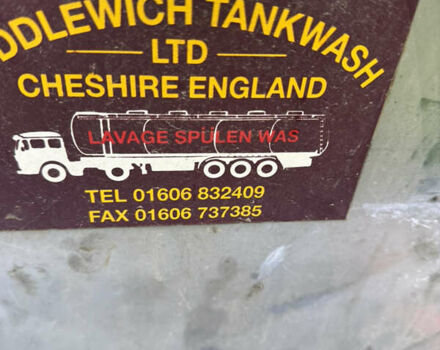 DDLEWICH TANKWASH
LTD
CHESHIRE ENGLAND
LAVAGE SPULEN WAS
TEL 01606 832409
FAX 01606 737385